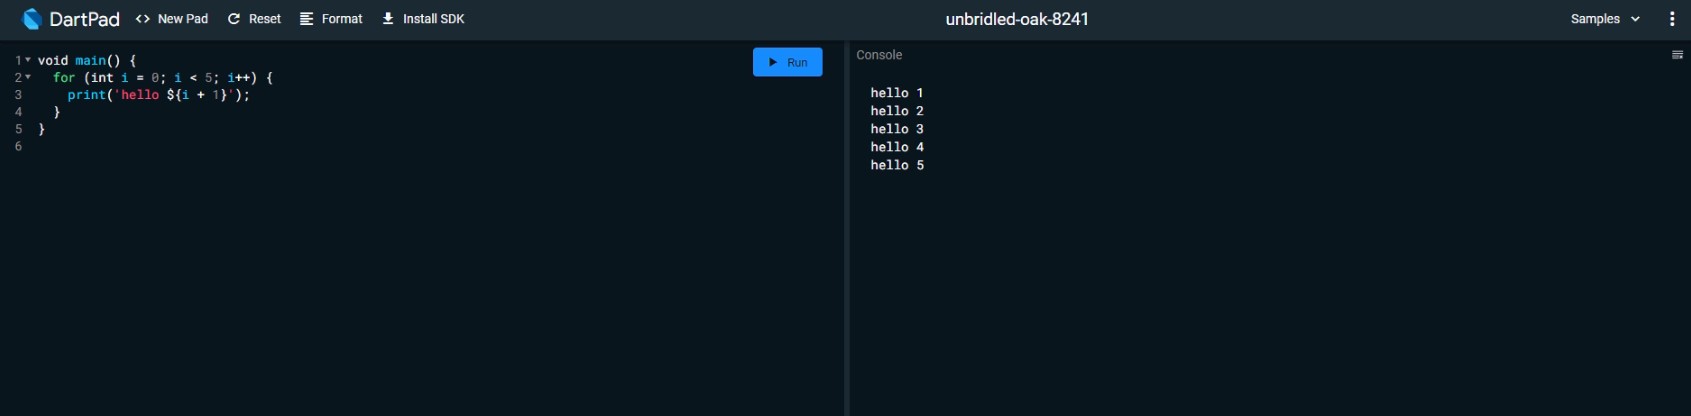 DartPad <> New Pad Reset Format Install SDK unbridled-oak-8241 Samples
Run
1 void main() {
2   for (int i = 0; i < 5; i++) {
3     print('hello ${i + 1}');
4   }
5 }
6
Console
hello 1
hello 2
hello 3
hello 4
hello 5